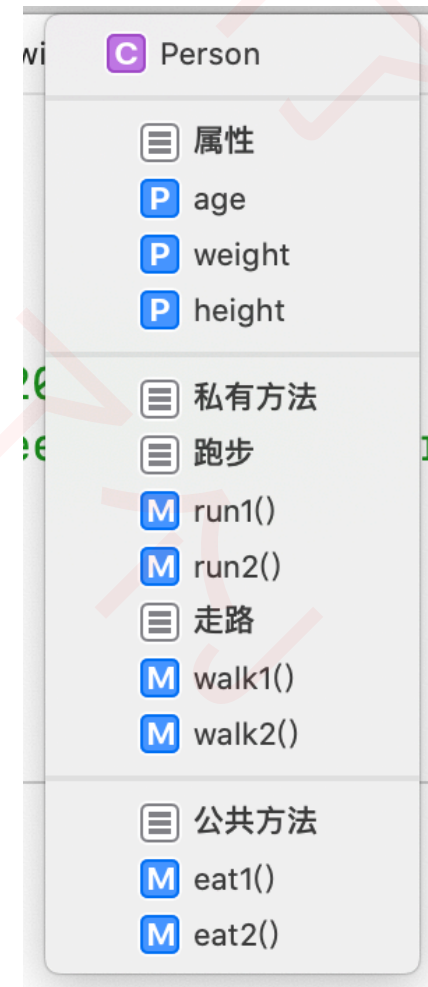 wi
C Person
属性
P age
P weight
P height
私有方法
跑步
M run1()
M run2()
走路
M walk1()
M walk2()
公共方法
M eat1()
M eat2()